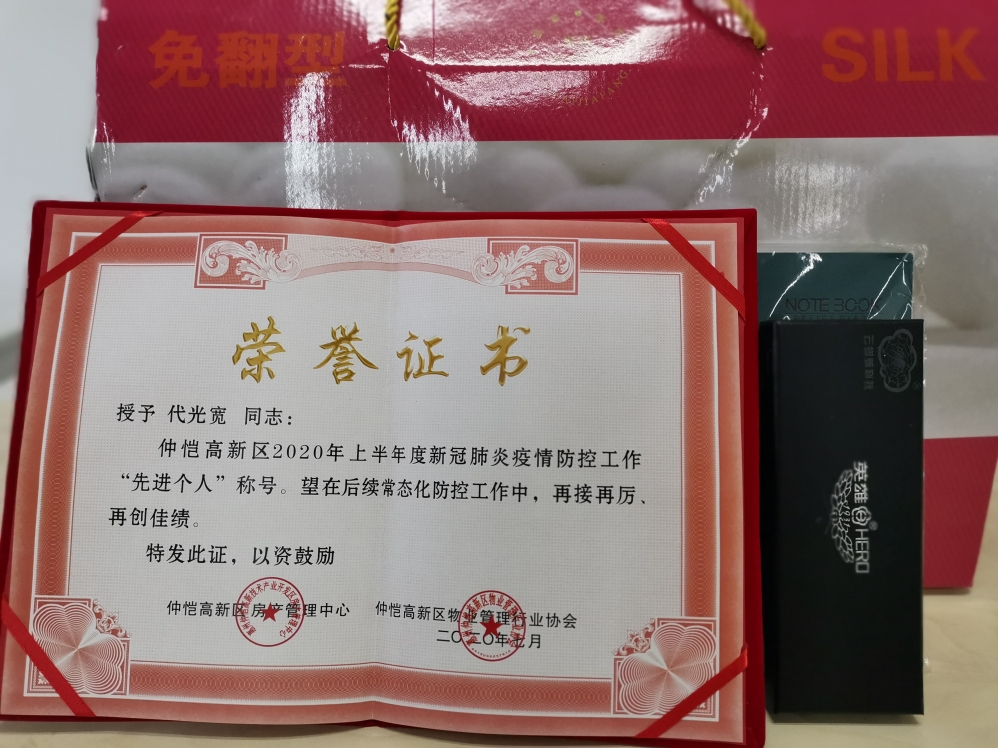 免翻型
SILK
荣誉证书
授予 代光宽 同志：
仲恺高新区2020年上半年度新冠肺炎疫情防控工作
“先进个人”称号。望在后续常态化防控工作中，再接再厉、
再创佳绩。
特发此证，以资鼓励
仲恺高新区房产管理中心 仲恺高新区物业管理行业协会
二〇二〇年七月
NOTE BOOK
英雄 HERO